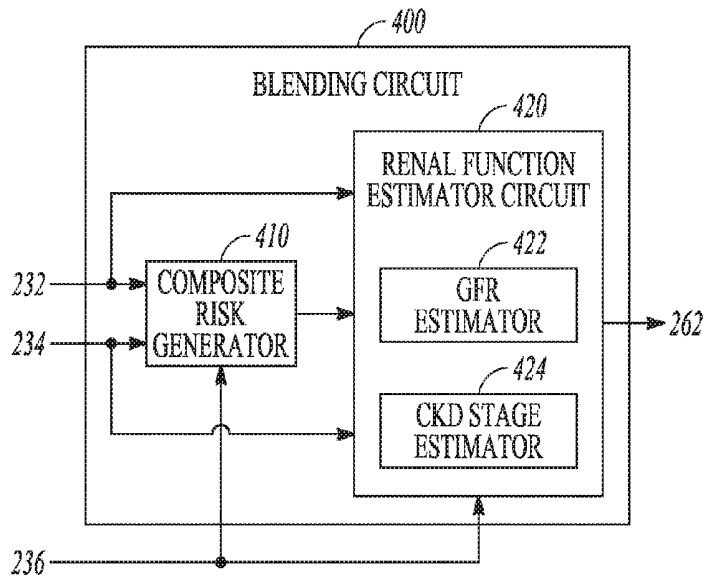 400
BLENDING CIRCUIT
420
RENAL FUNCTION
ESTIMATOR CIRCUIT
410
232
COMPOSITE
RISK
GENERATOR
234
422
GFR
ESTIMATOR
262
424
CKD STAGE
ESTIMATOR
236